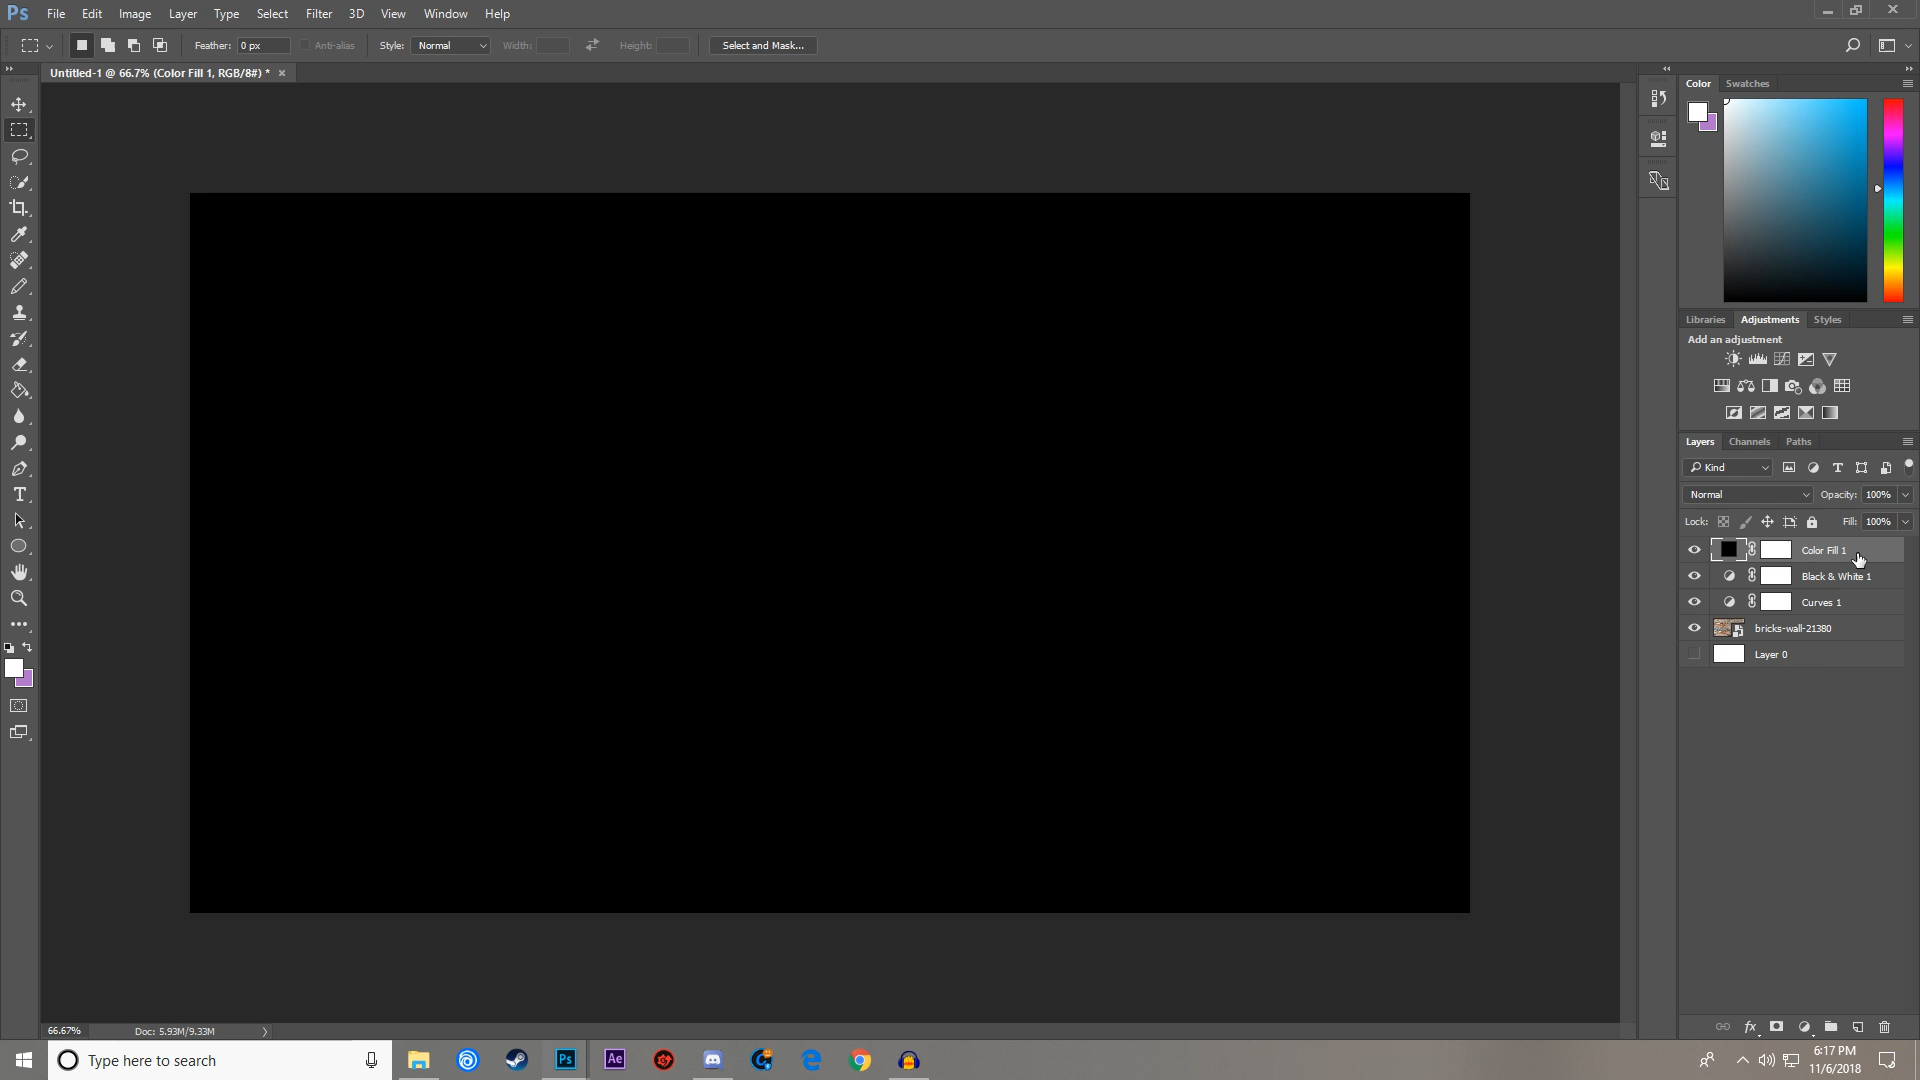 Ps File Edit Image Layer Type Select Filter 3D View Window Help
Feather: 0 px Anti-alias Style: Normal Width: Height: Select and Mask...
Untitled-1 @ 66.7% (Color Fill 1, RGB/8#) * ×
Color Swatches
Libraries Adjustments Styles
Add an adjustment
Layers Channels Paths
Kind
Normal Opacity: 100%
Lock: Fill: 100%
Color Fill 1
Black & White 1
Curves 1
bricks-wall-21380
Layer 0
66.67% Doc: 5.93M/9.33M
Type here to search
Ps
Ae
6:17 PM
11/6/2018